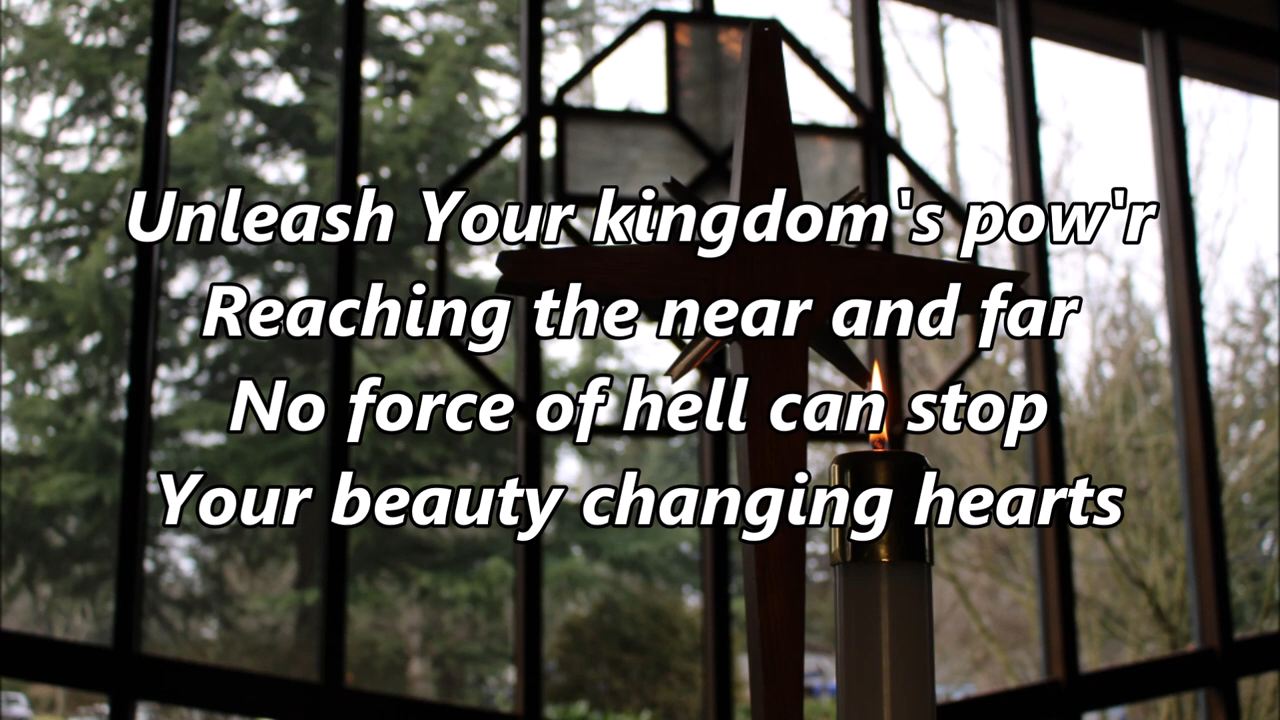 Unleash Your kingdom's pow'r
Reaching the near and far
No force of hell can stop
Your beauty changing hearts